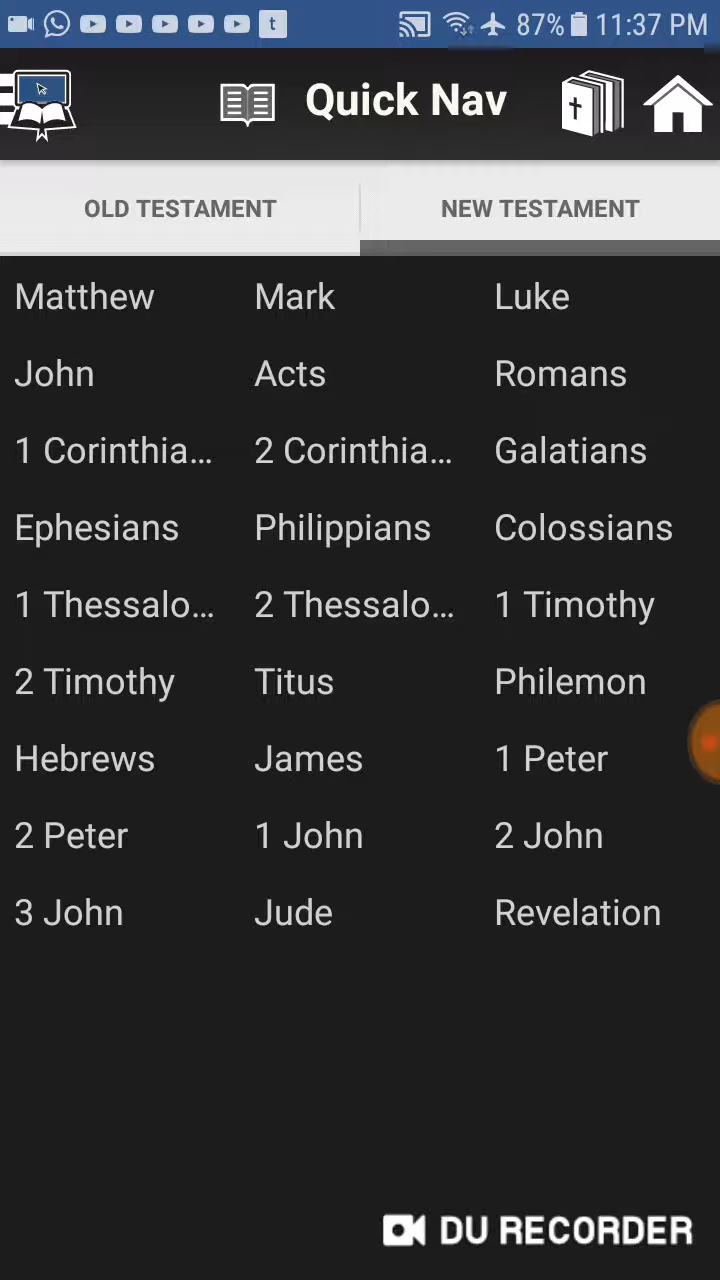 t 87% 11:37 PM
Quick Nav
OLD TESTAMENT NEW TESTAMENT
Matthew Mark Luke
John Acts Romans
1 Corinthia... 2 Corinthia... Galatians
Ephesians Philippians Colossians
1 Thessalo... 2 Thessalo... 1 Timothy
2 Timothy Titus Philemon
Hebrews James 1 Peter
2 Peter 1 John 2 John
3 John Jude Revelation
DU RECORDER